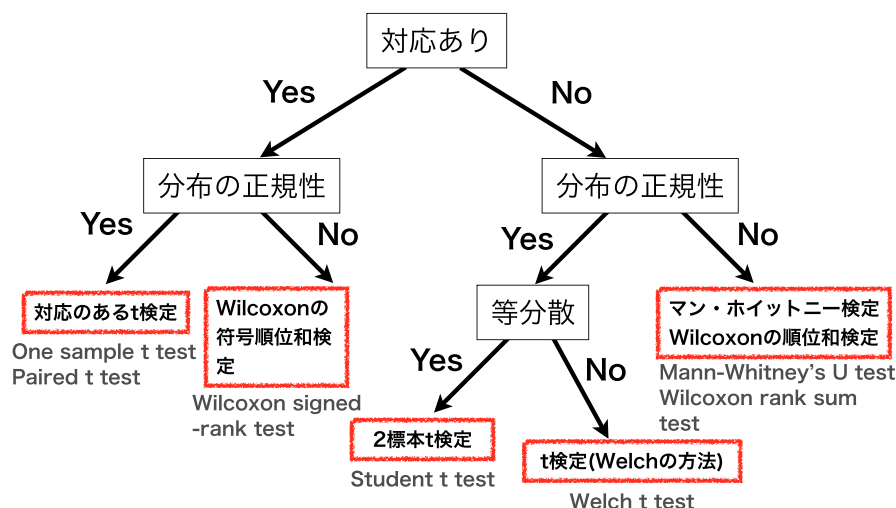 対応あり
Yes
No
分布の正規性
分布の正規性
Yes
No
Yes
No
対応のあるt検定
One sample t test
Paired t test
Wilcoxonの
符号順位和検
定
Wilcoxon signed
-rank test
等分散
マン・ホイットニー検定
Wilcoxonの順位和検定
Mann-Whitney’s U test
Wilcoxon rank sum
test
Yes
No
2標本t検定
Student t test
t検定(Welchの方法)
Welch t test